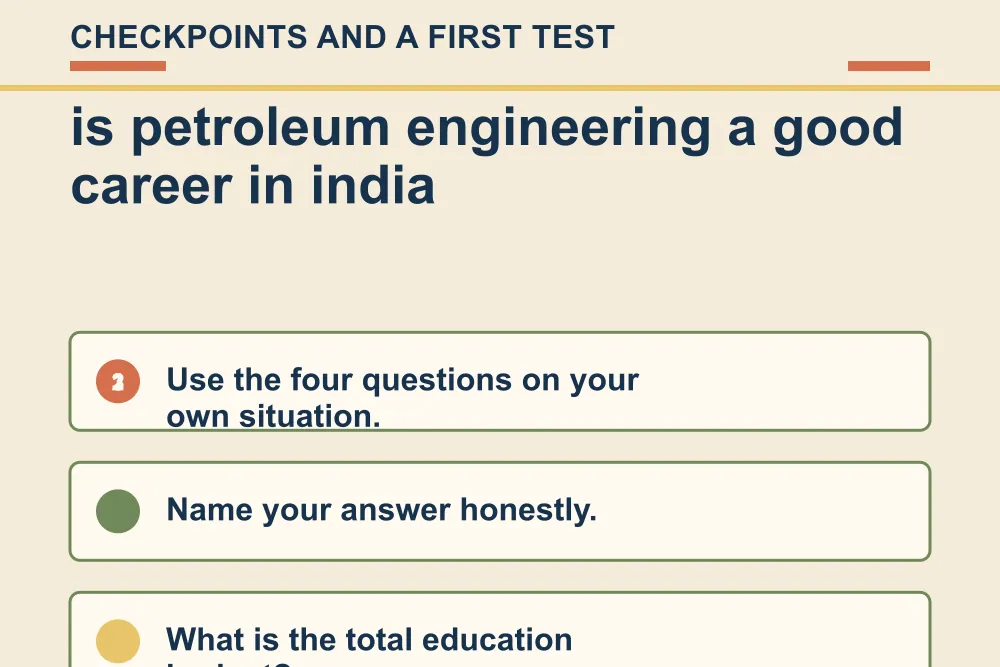 CHECKPOINTS AND A FIRST TEST
is petroleum engineering a good
career in india
Use the four questions on your
own situation.
Name your answer honestly.
What is the total education